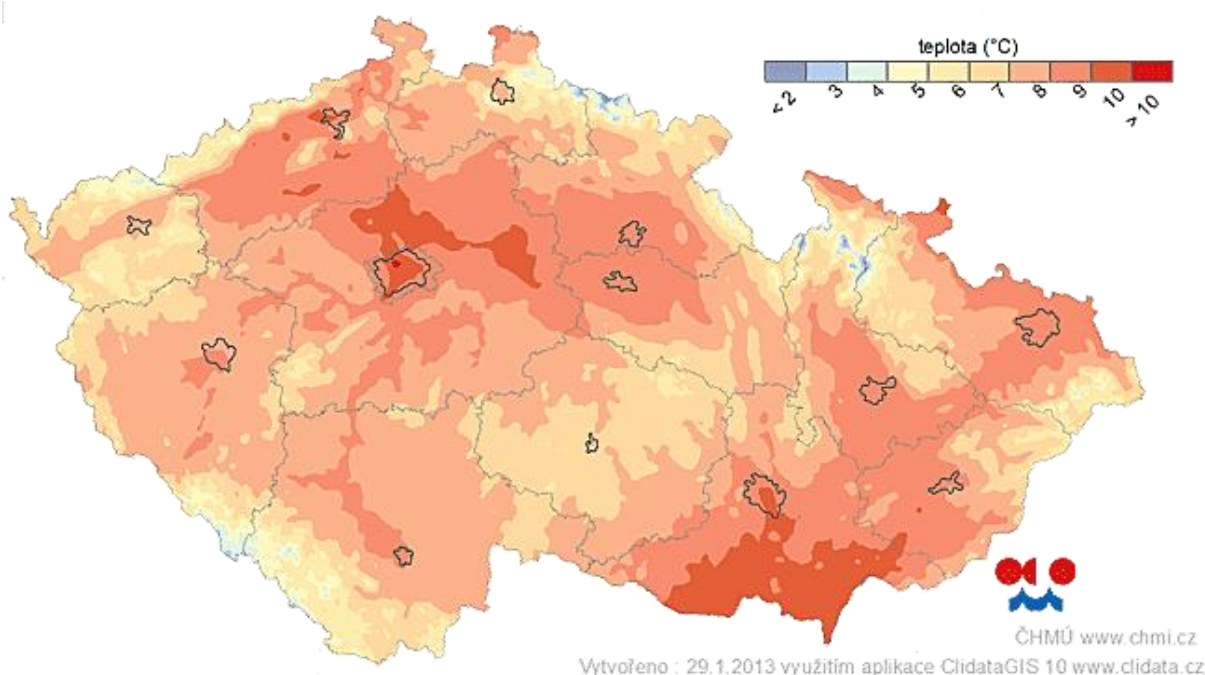 teplota (°C)
< 2 3 4 5 6 7 8 9 10 > 10
ČHMÚ www.chmi.cz
Vytvořeno : 29.1.2013 využitím aplikace ClidataGIS 10 www.clidata.cz